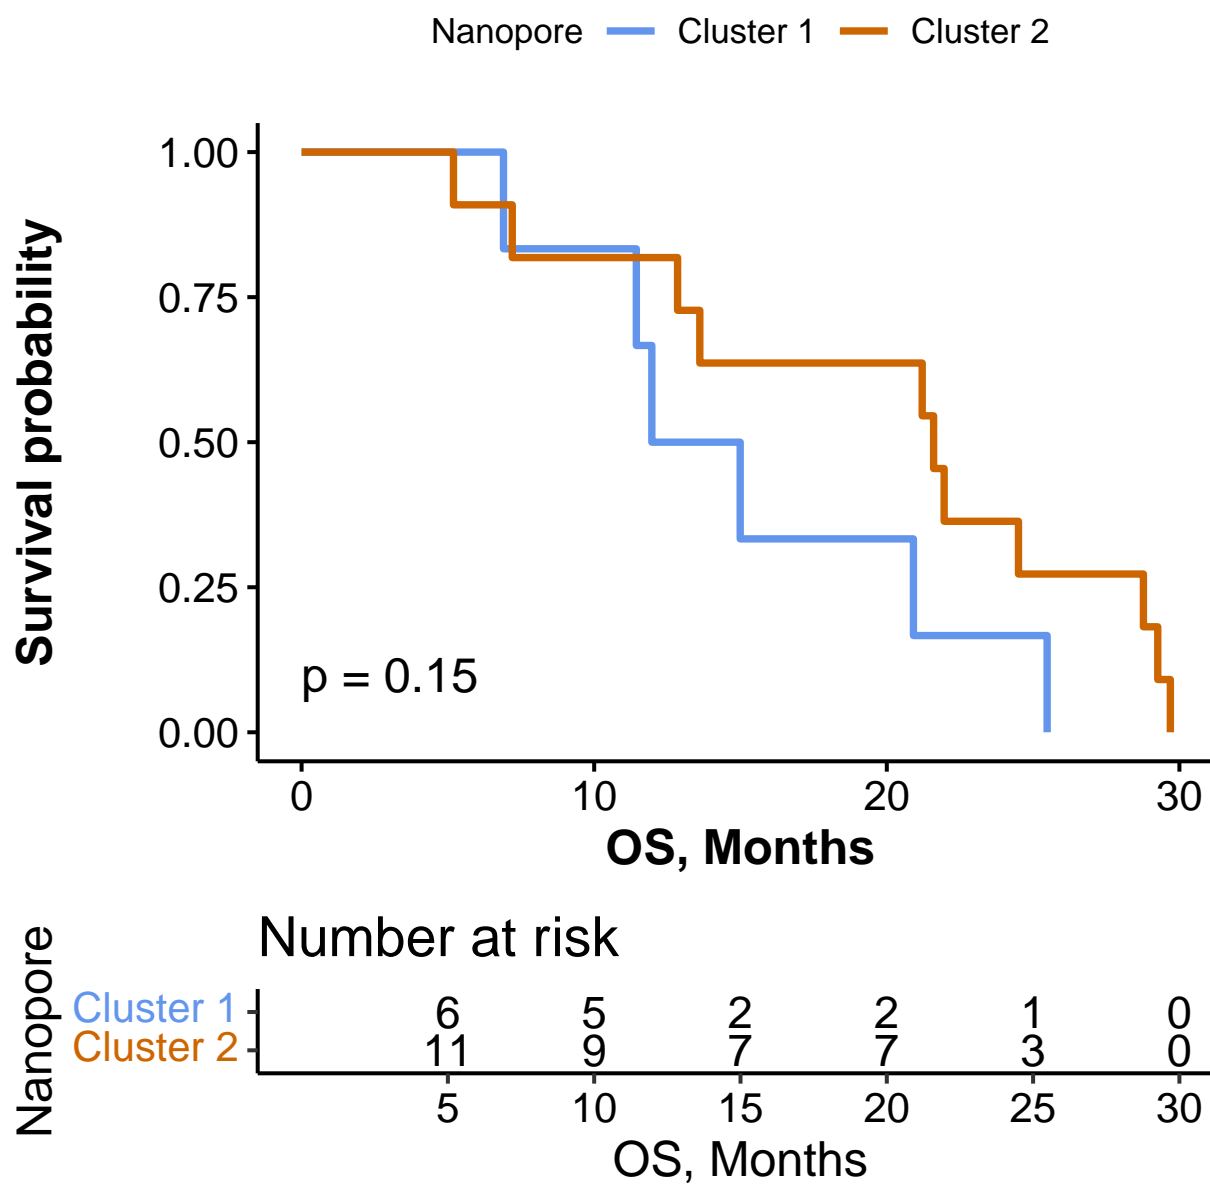 Nanopore Cluster 1 Cluster 2
Survival probability
1.00
0.75
0.50
0.25
0.00
p = 0.15
0 10 20 30
OS, Months
Number at risk
Nanopore
Cluster 1 6 5 2 2 1 0
Cluster 2 11 9 7 7 3 0
5 10 15 20 25 30
OS, Months